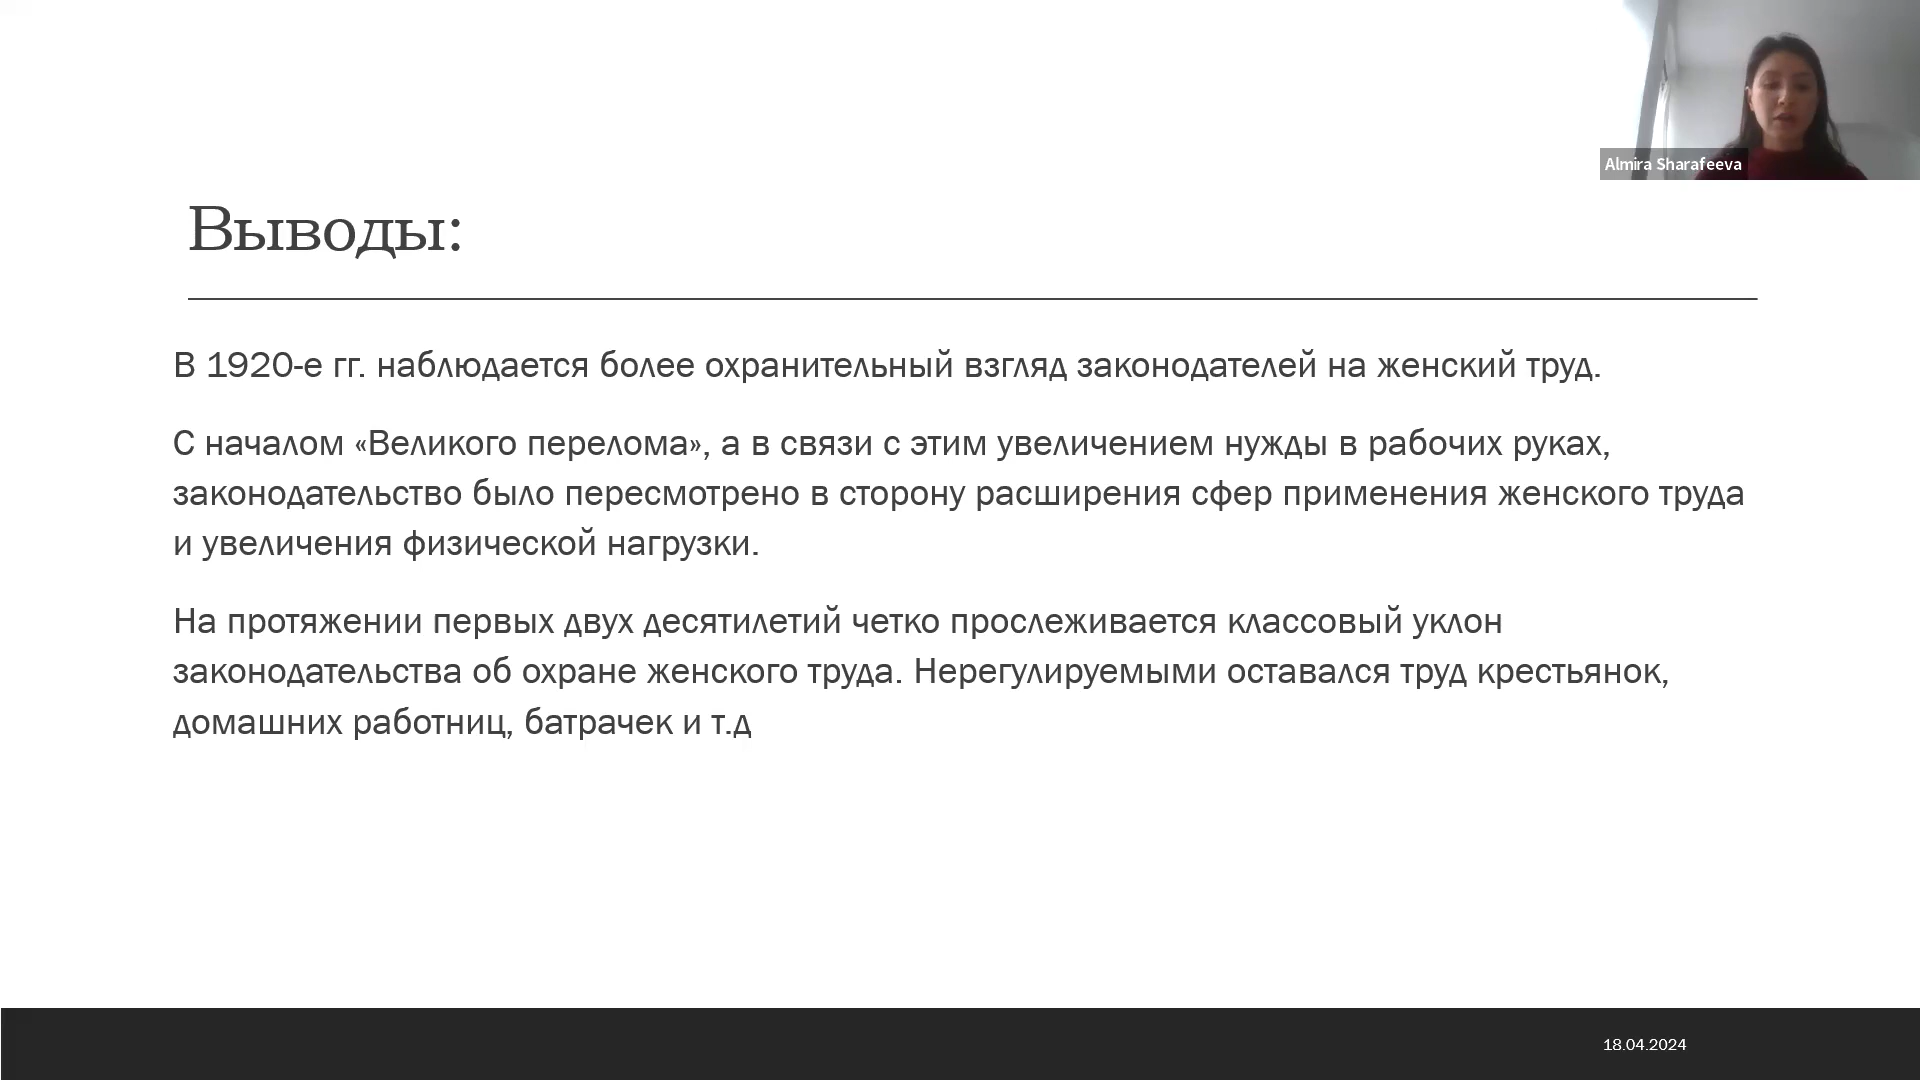 Almira Sharafeeva
Выводы:
В 1920-е гг. наблюдается более охранительный взгляд законодателей на женский труд.
С началом «Великого перелома», а в связи с этим увеличением нужды в рабочих руках,
законодательство было пересмотрено в сторону расширения сфер применения женского труда
и увеличения физической нагрузки.
На протяжении первых двух десятилетий четко прослеживается классовый уклон
законодательства об охране женского труда. Нерегулируемыми оставался труд крестьянок,
домашних работниц, батрачек и т.д
18.04.2024